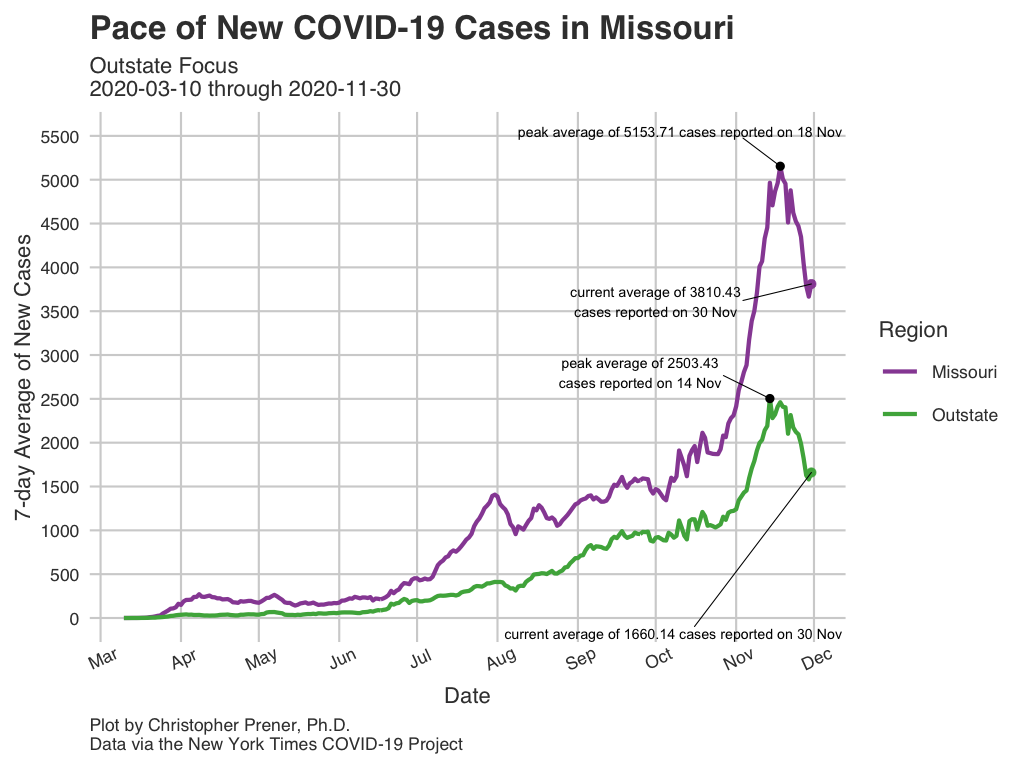 Pace of New COVID-19 Cases in Missouri
Outstate Focus
2020-03-10 through 2020-11-30
7-day Average of New Cases
5500
5000
4500
4000
3500
3000
2500
2000
1500
1000
500
0
peak average of 5153.71 cases reported on 18 Nov
current average of 3810.43
cases reported on 30 Nov
peak average of 2503.43
cases reported on 14 Nov
current average of 1660.14 cases reported on 30 Nov
Region
Missouri
Outstate
Mar Apr May Jun Jul Aug Sep Oct Nov Dec
Date
Plot by Christopher Prener, Ph.D.
Data via the New York Times COVID-19 Project